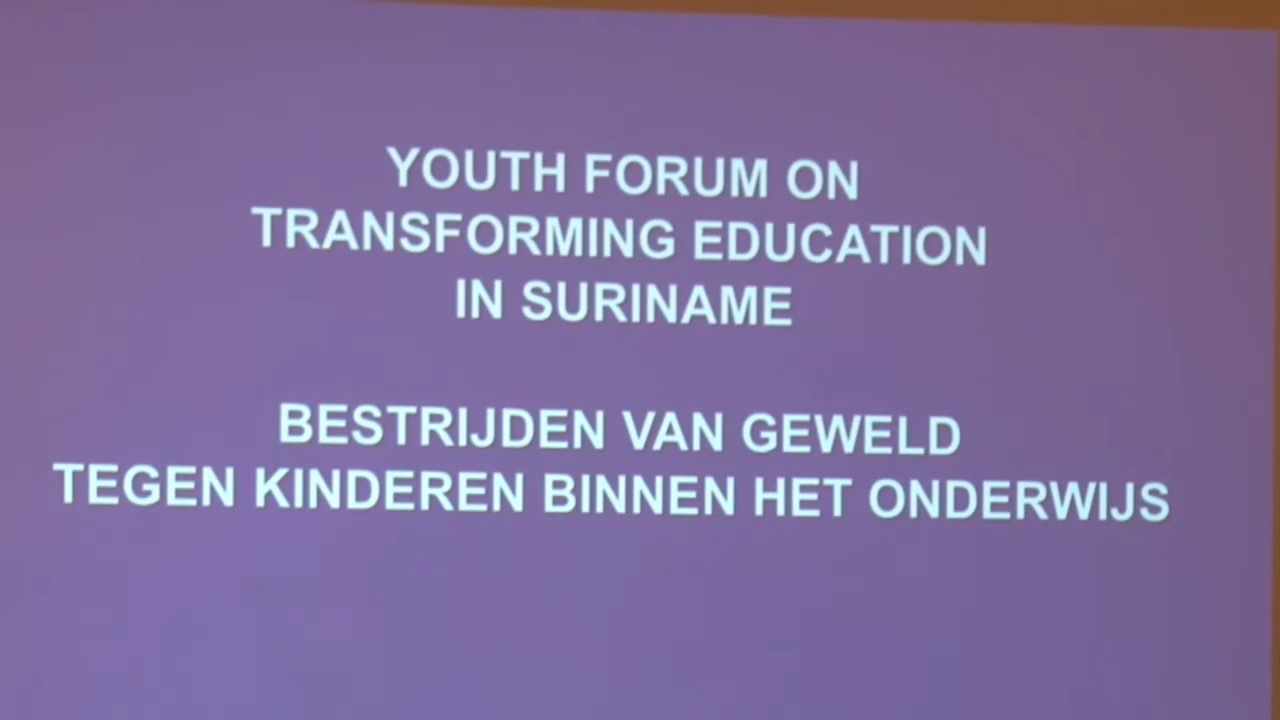 YOUTH FORUM ON
TRANSFORMING EDUCATION
IN SURINAME
BESTRIJDEN VAN GEWELD
TEGEN KINDEREN BINNEN HET ONDERWIJS